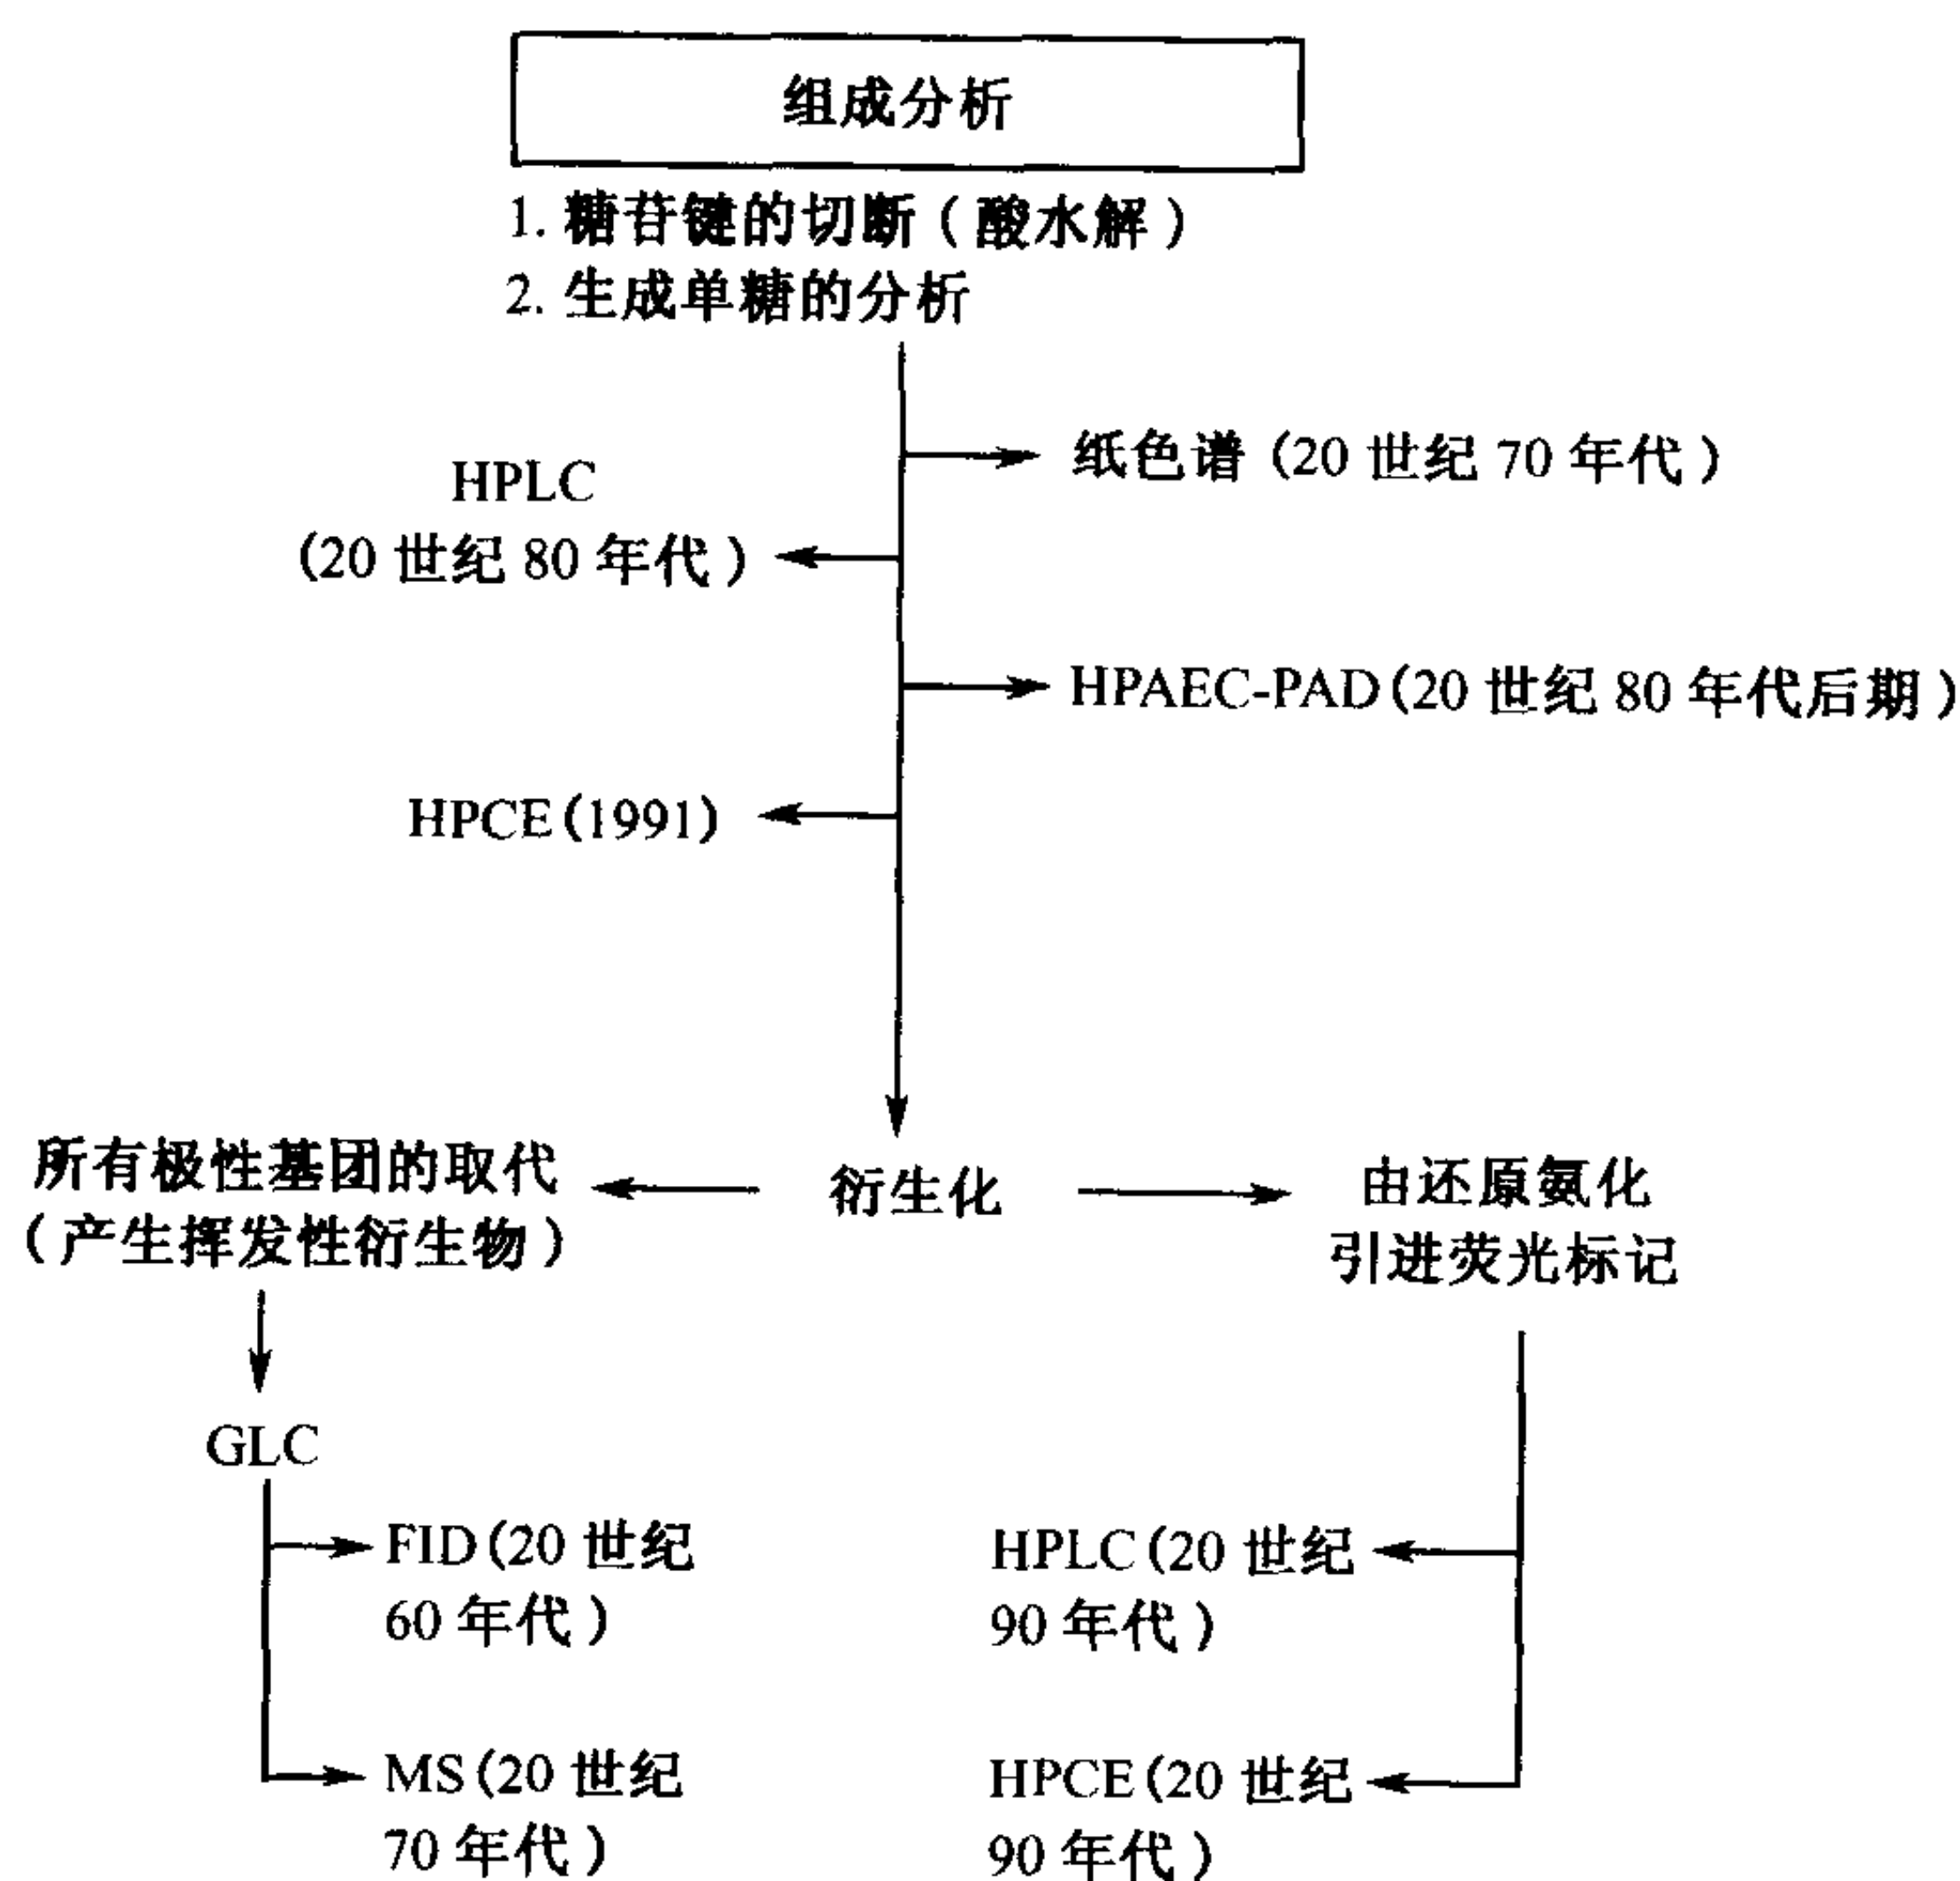 组成分析
1. 糖苷键的切断（酸水解）
2. 生成单糖的分析
纸色谱 (20 世纪 70 年代)
HPLC
(20 世纪 80 年代)
HPAEC-PAD(20 世纪 80 年代后期)
HPCE(1991)
所有极性基团的取代
(产生挥发性衍生物)
衍生化
由还原氨化
引进荧光标记
GLC
FID(20 世纪
60 年代)
MS(20 世纪
70 年代)
HPLC(20 世纪
90 年代)
HPCE(20 世纪
90 年代)